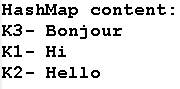 HashMap content:
K3- Bonjour
K1- Hi
K2- Hello